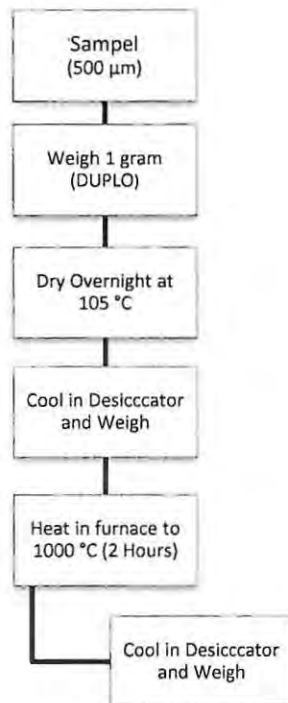 Sampel
(500 µm)
Weigh 1 gram
(DUPLO)
Dry Overnight at
105 °C
Cool in Desicccator
and Weigh
Heat in furnace to
1000 °C (2 Hours)
Cool in Desicccator
and Weigh